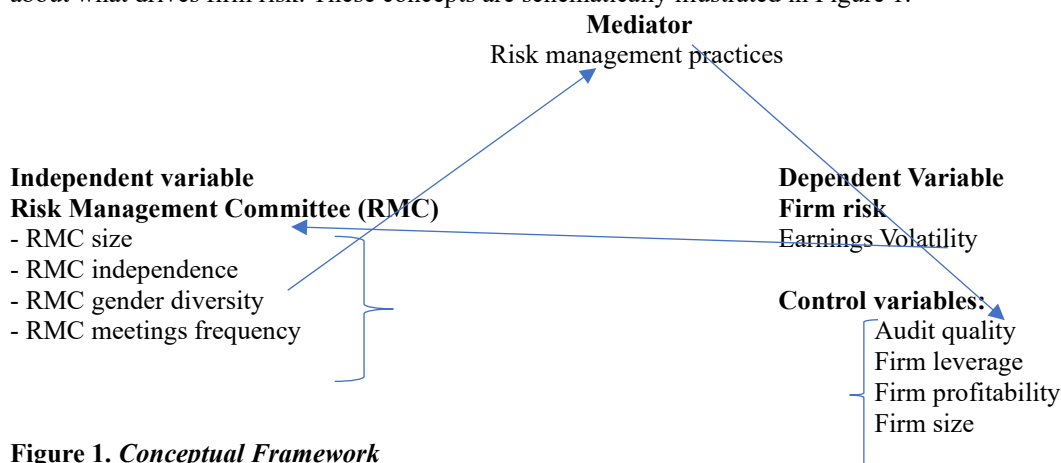 about what drives firm risk. These concepts are schematically illustrated in Figure 1.
Mediator
Risk management practices
Independent variable
Risk Management Committee (RMC)
- RMC size
- RMC independence
- RMC gender diversity
- RMC meetings frequency
Dependent Variable
Firm risk
Earnings Volatility
Control variables:
Audit quality
Firm leverage
Firm profitability
Firm size
Figure 1. Conceptual Framework